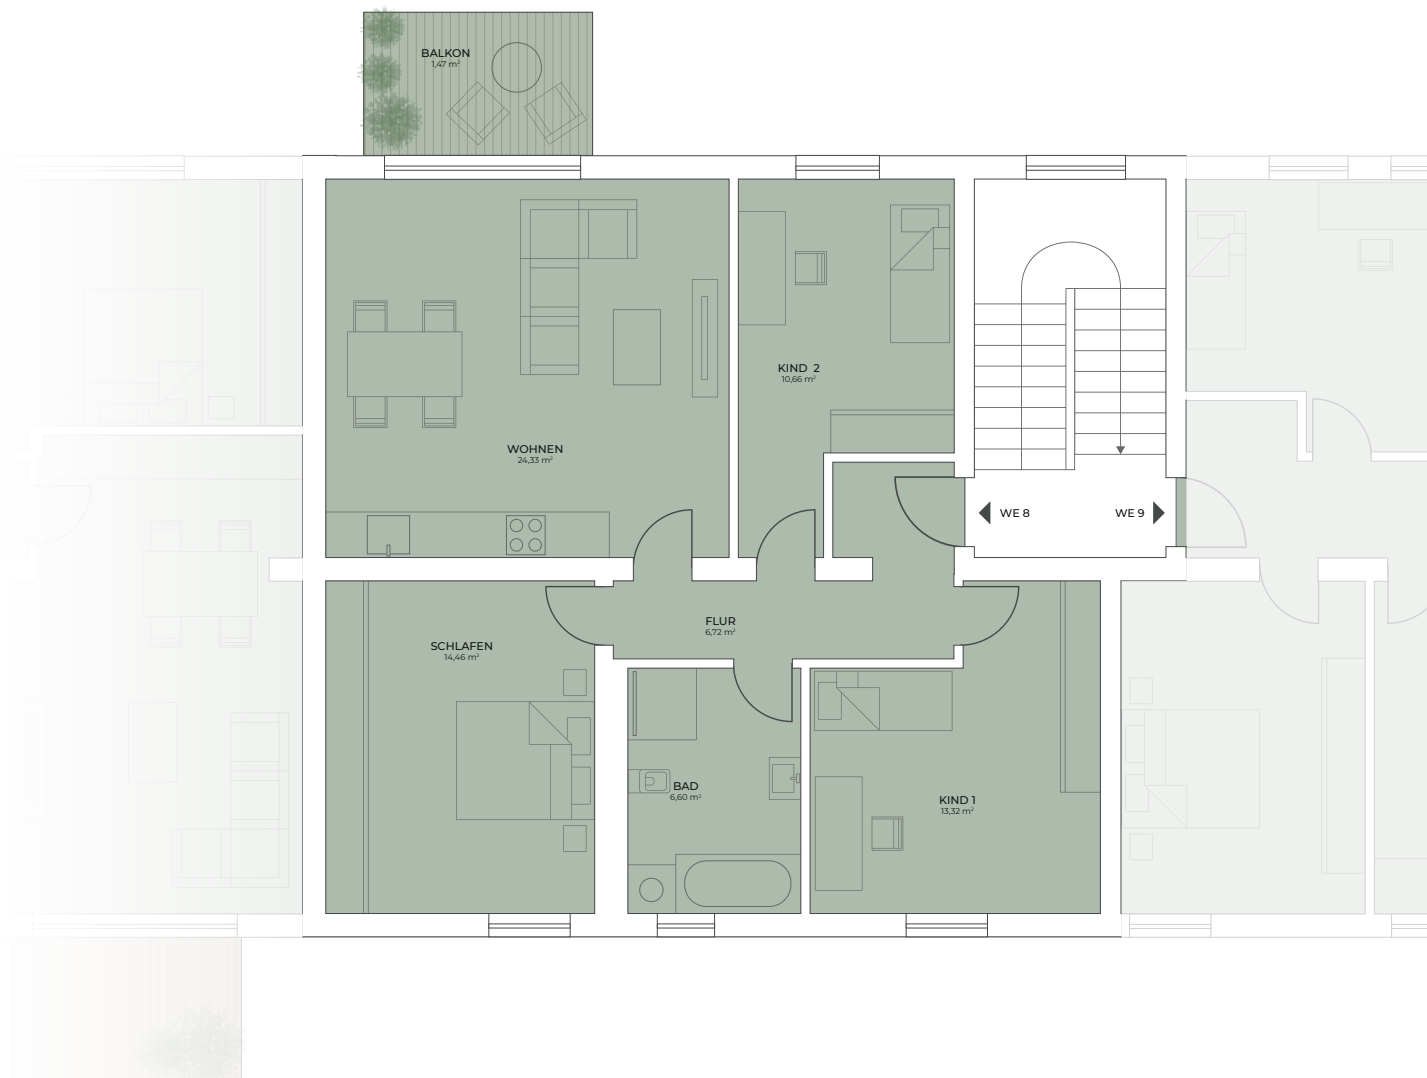 BALKON
1,47 m²
KIND 2
10,66 m²
WOHNEN
24,33 m²
WE 8
WE 9
FLUR
6,72 m²
SCHLAFEN
14,46 m²
BAD
6,60 m²
KIND 1
13,32 m²